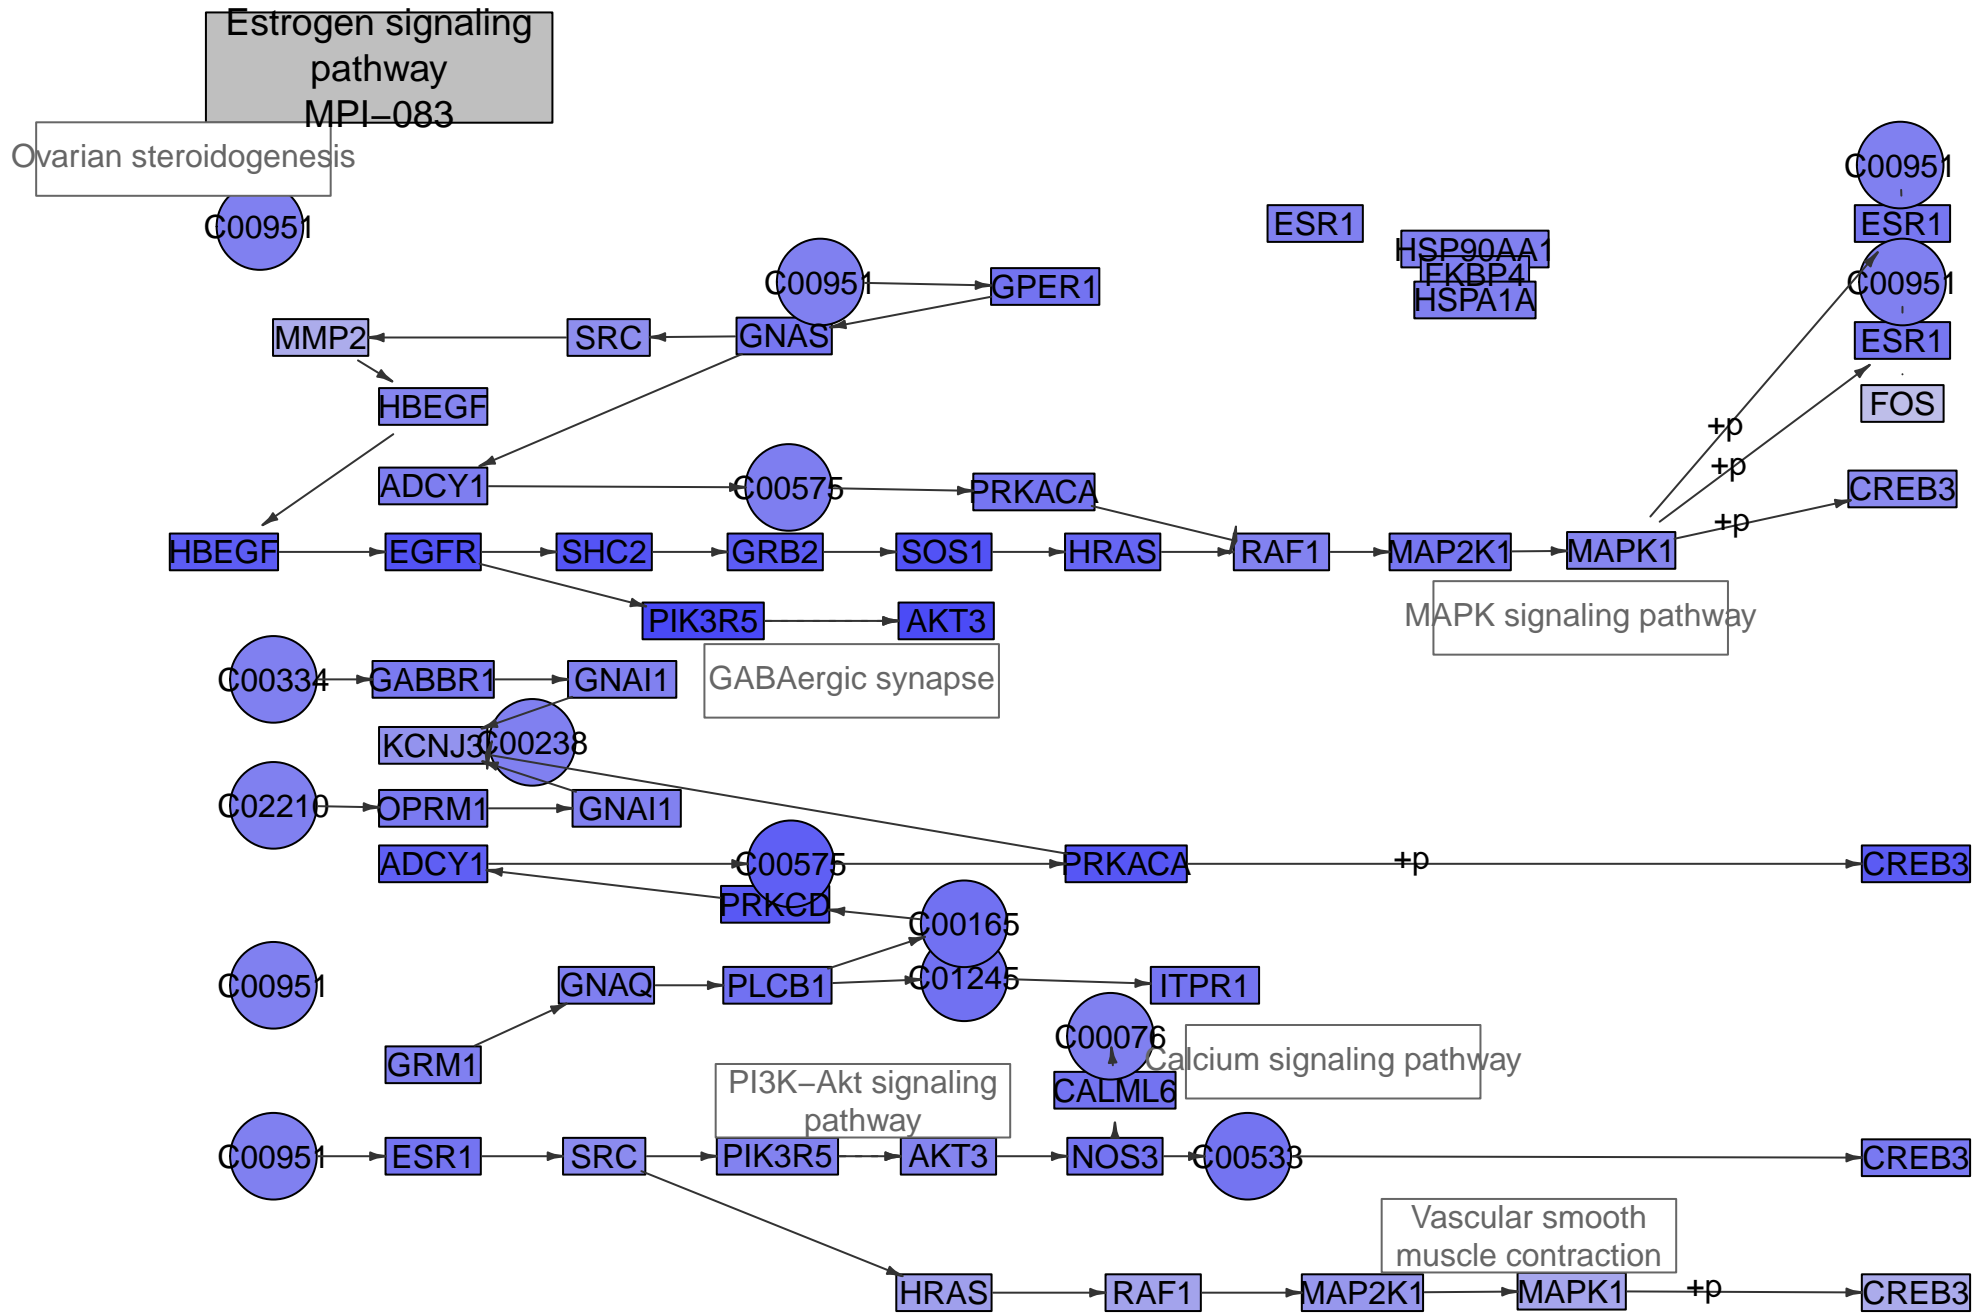 Estrogen signaling
pathway
MPI−083
Ovarian steroidogenesis
C00951
C00951
ESR1
ESR1
C00951
HSP90AA1
FKBP4
HSPA1A
C00951
GPER1
C00951
MMP2
SRC
GNAS
ESR1
HBEGF
FOS
+p
+p
ADCY1
C00575
PRKACA
CREB3
+p
HBEGF
EGFR
SHC2
GRB2
SOS1
HRAS
RAF1
MAP2K1
MAPK1
PIK3R5
AKT3
MAPK signaling pathway
C00334
GABBR1
GNAI1
GABAergic synapse
KCNJ3
C00238
C02210
OPRM1
GNAI1
ADCY1
C00575
PRKACA
+p
CREB3
PRKCD
C00165
C00951
GNAQ
PLCB1
C01245
ITPR1
C00076
Calcium signaling pathway
GRM1
CALML6
PI3K−Akt signaling
pathway
C00951
ESR1
SRC
PIK3R5
AKT3
NOS3
C00533
CREB3
Vascular smooth
muscle contraction
HRAS
RAF1
MAP2K1
MAPK1
+p
CREB3